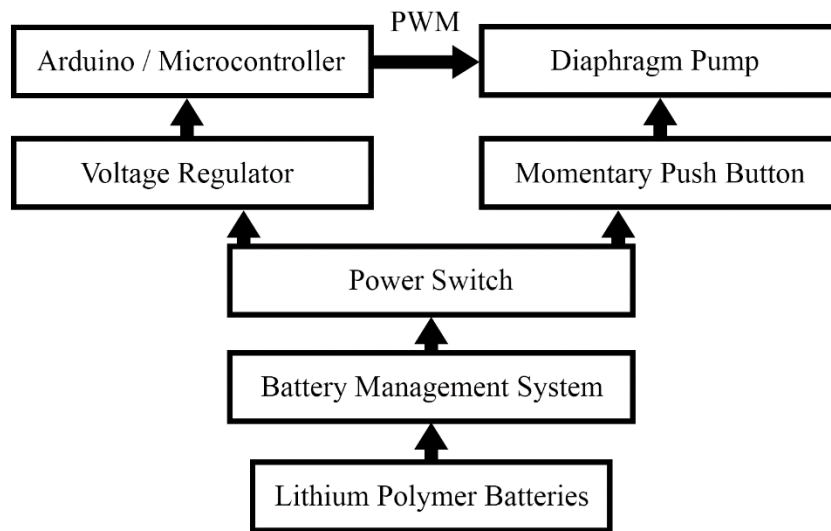 PWM
Arduino / Microcontroller
Diaphragm Pump
Voltage Regulator
Momentary Push Button
Power Switch
Battery Management System
Lithium Polymer Batteries